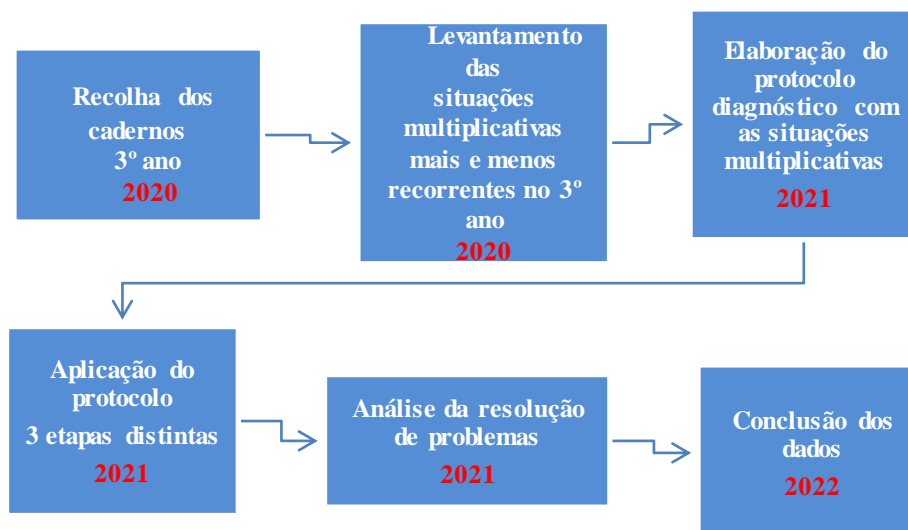 Recolha dos
cadernos
3º ano
2020
Levantamento
das
situações
multiplicativas
mais e menos
recorrentes no 3º
ano
2020
Elaboração do
protocolo
diagnóstico com
as situações
multiplicativas
2021
Aplicação do
protocolo
3 etapas distintas
2021
Análise da resolução
de problemas
2021
Conclusão dos
dados
2022